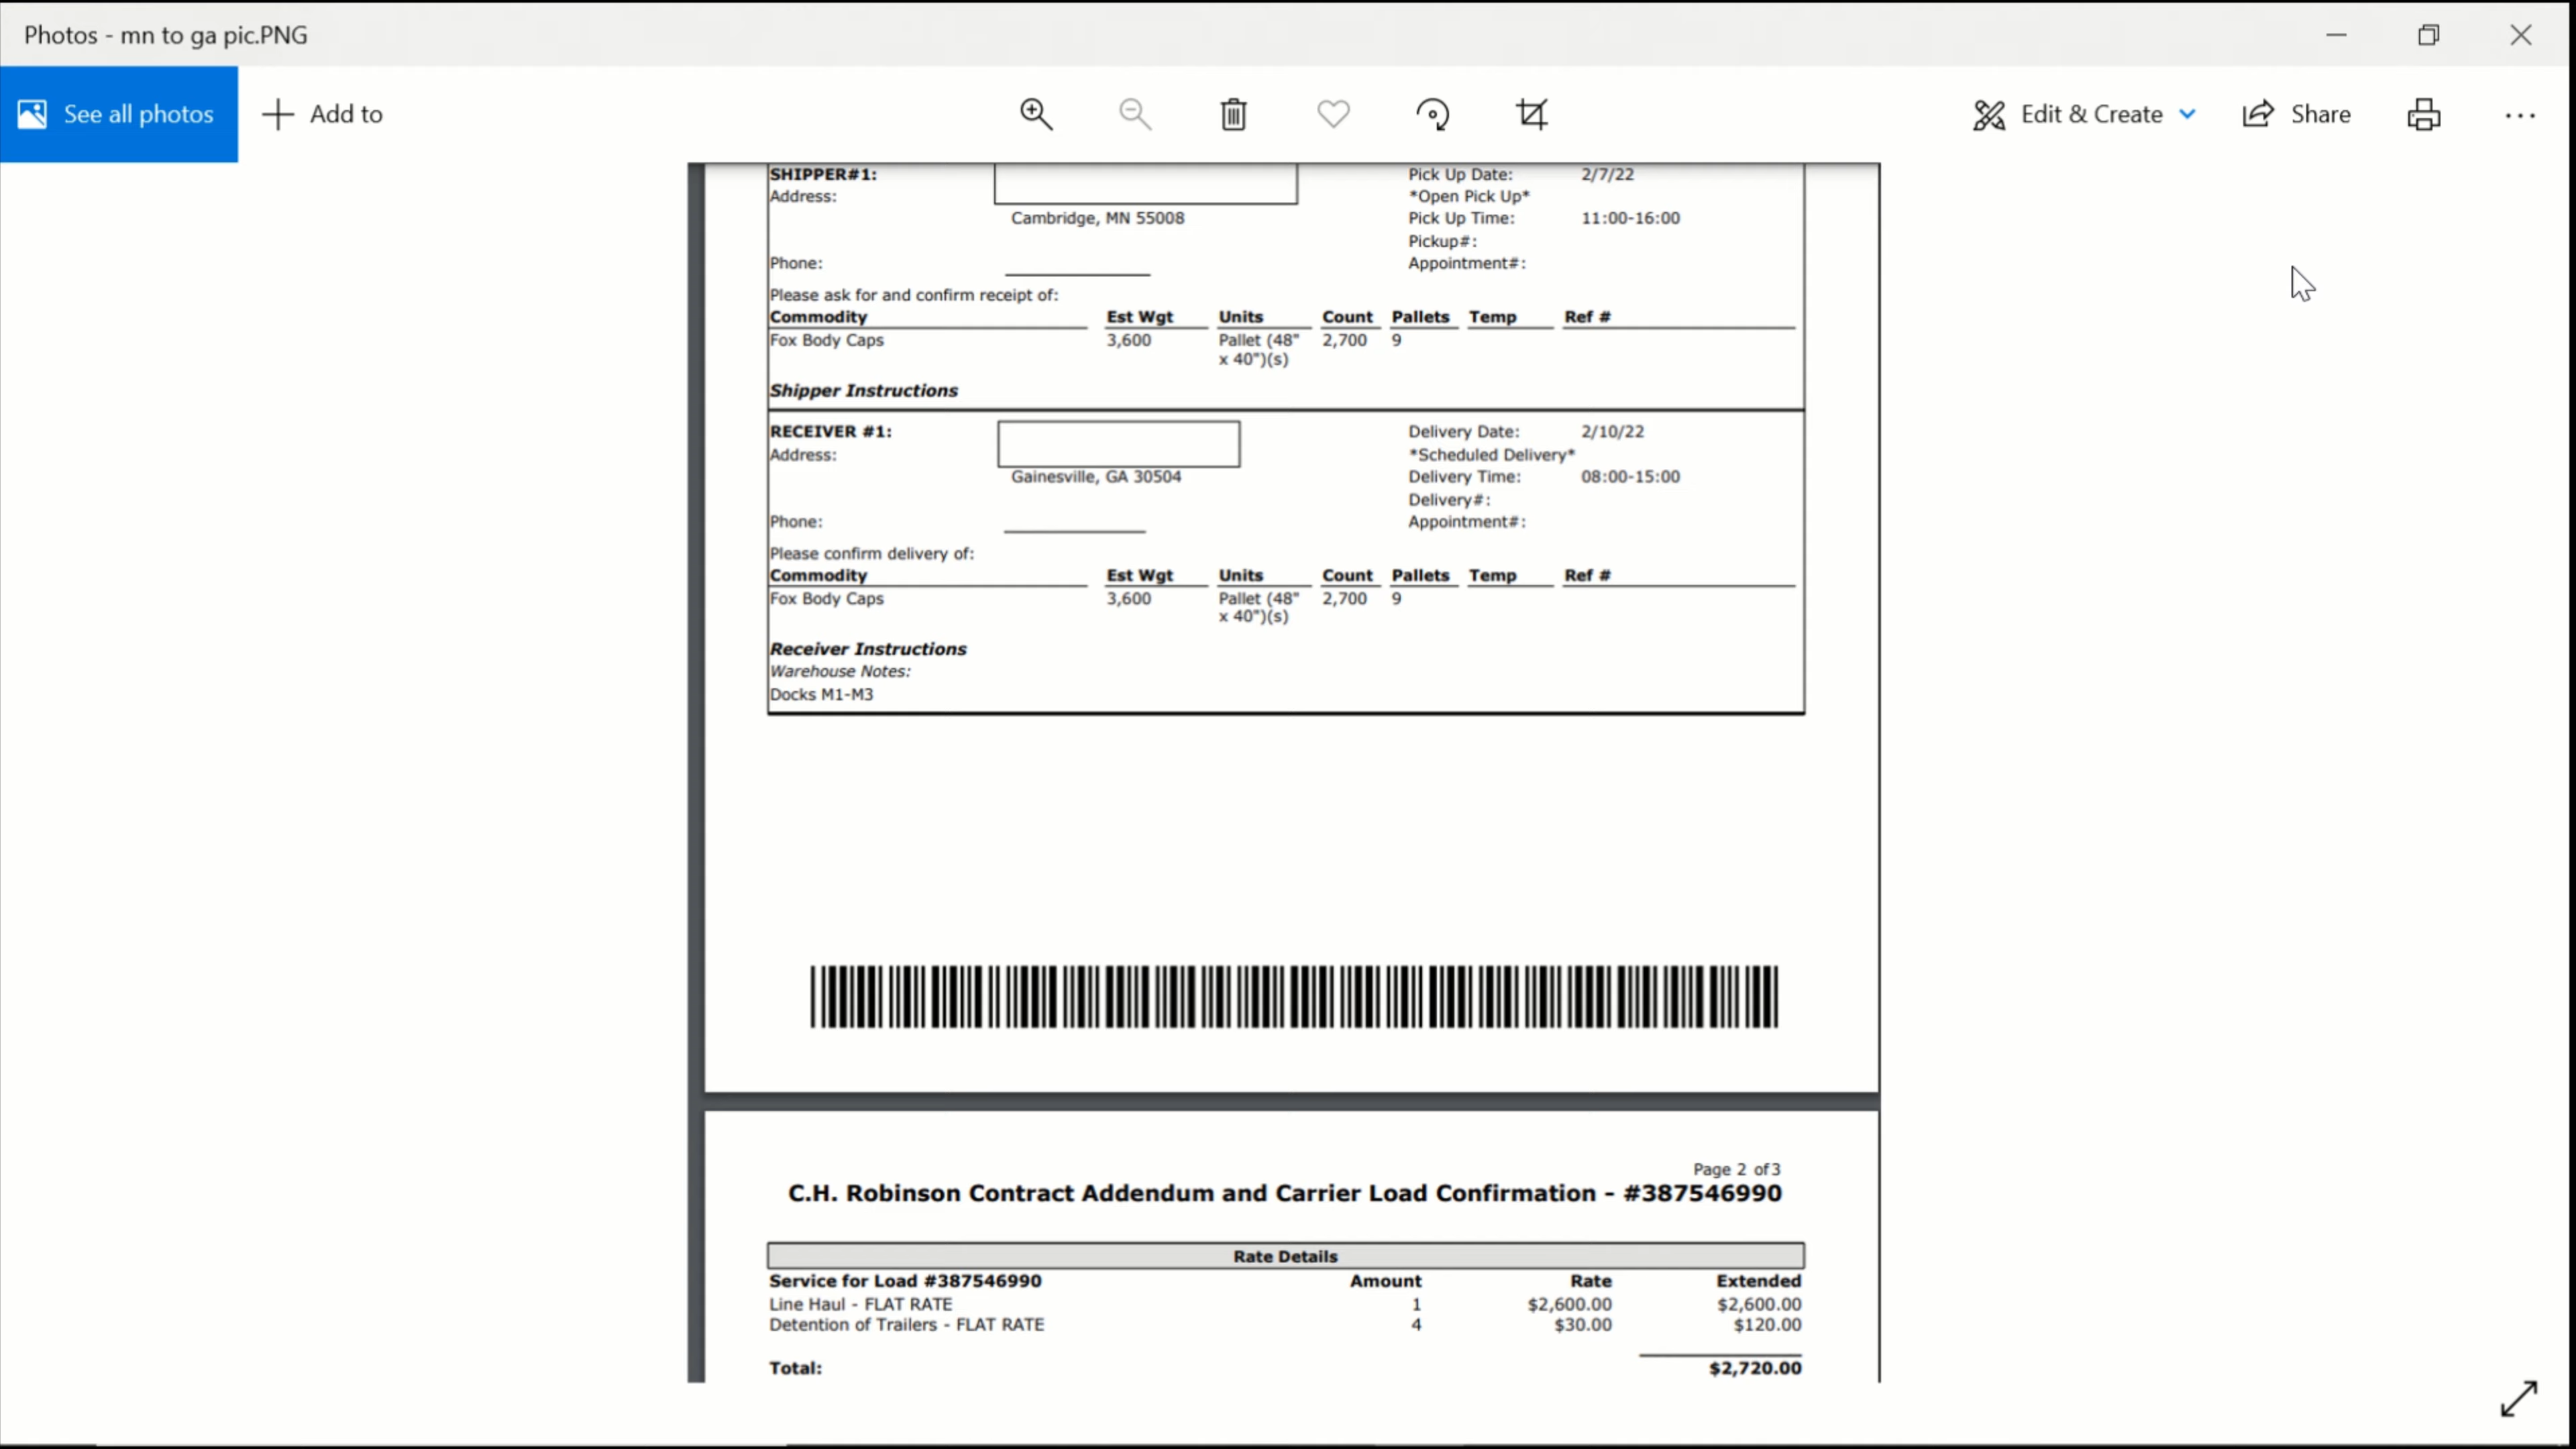 Photos - mn to ga pic.PNG
See all photos
Add to
Edit & Create
Share
SHIPPER#1: Pick Up Date: 2/7/22
Address: *Open Pick Up*
Cambridge, MN 55008 Pick Up Time: 11:00-16:00
Pickup#:
Phone: Appointment#:
Please ask for and confirm receipt of:
Commodity Est Wgt Units Count Pallets Temp Ref #
Fox Body Caps 3,600 Pallet (48" 2,700 9
x 40")(s)
Shipper Instructions
RECEIVER #1: Delivery Date: 2/10/22
Address: *Scheduled Delivery*
Gainesville, GA 30504 Delivery Time: 08:00-15:00
Delivery#:
Phone: Appointment#:
Please confirm delivery of:
Commodity Est Wgt Units Count Pallets Temp Ref #
Fox Body Caps 3,600 Pallet (48" 2,700 9
x 40")(s)
Receiver Instructions
Warehouse Notes:
Docks M1-M3
Page 2 of 3
C.H. Robinson Contract Addendum and Carrier Load Confirmation - #387546990
Rate Details
Service for Load #387546990 Amount Rate Extended
Line Haul - FLAT RATE 1 $2,600.00 $2,600.00
Detention of Trailers - FLAT RATE 4 $30.00 $120.00
Total: $2,720.00